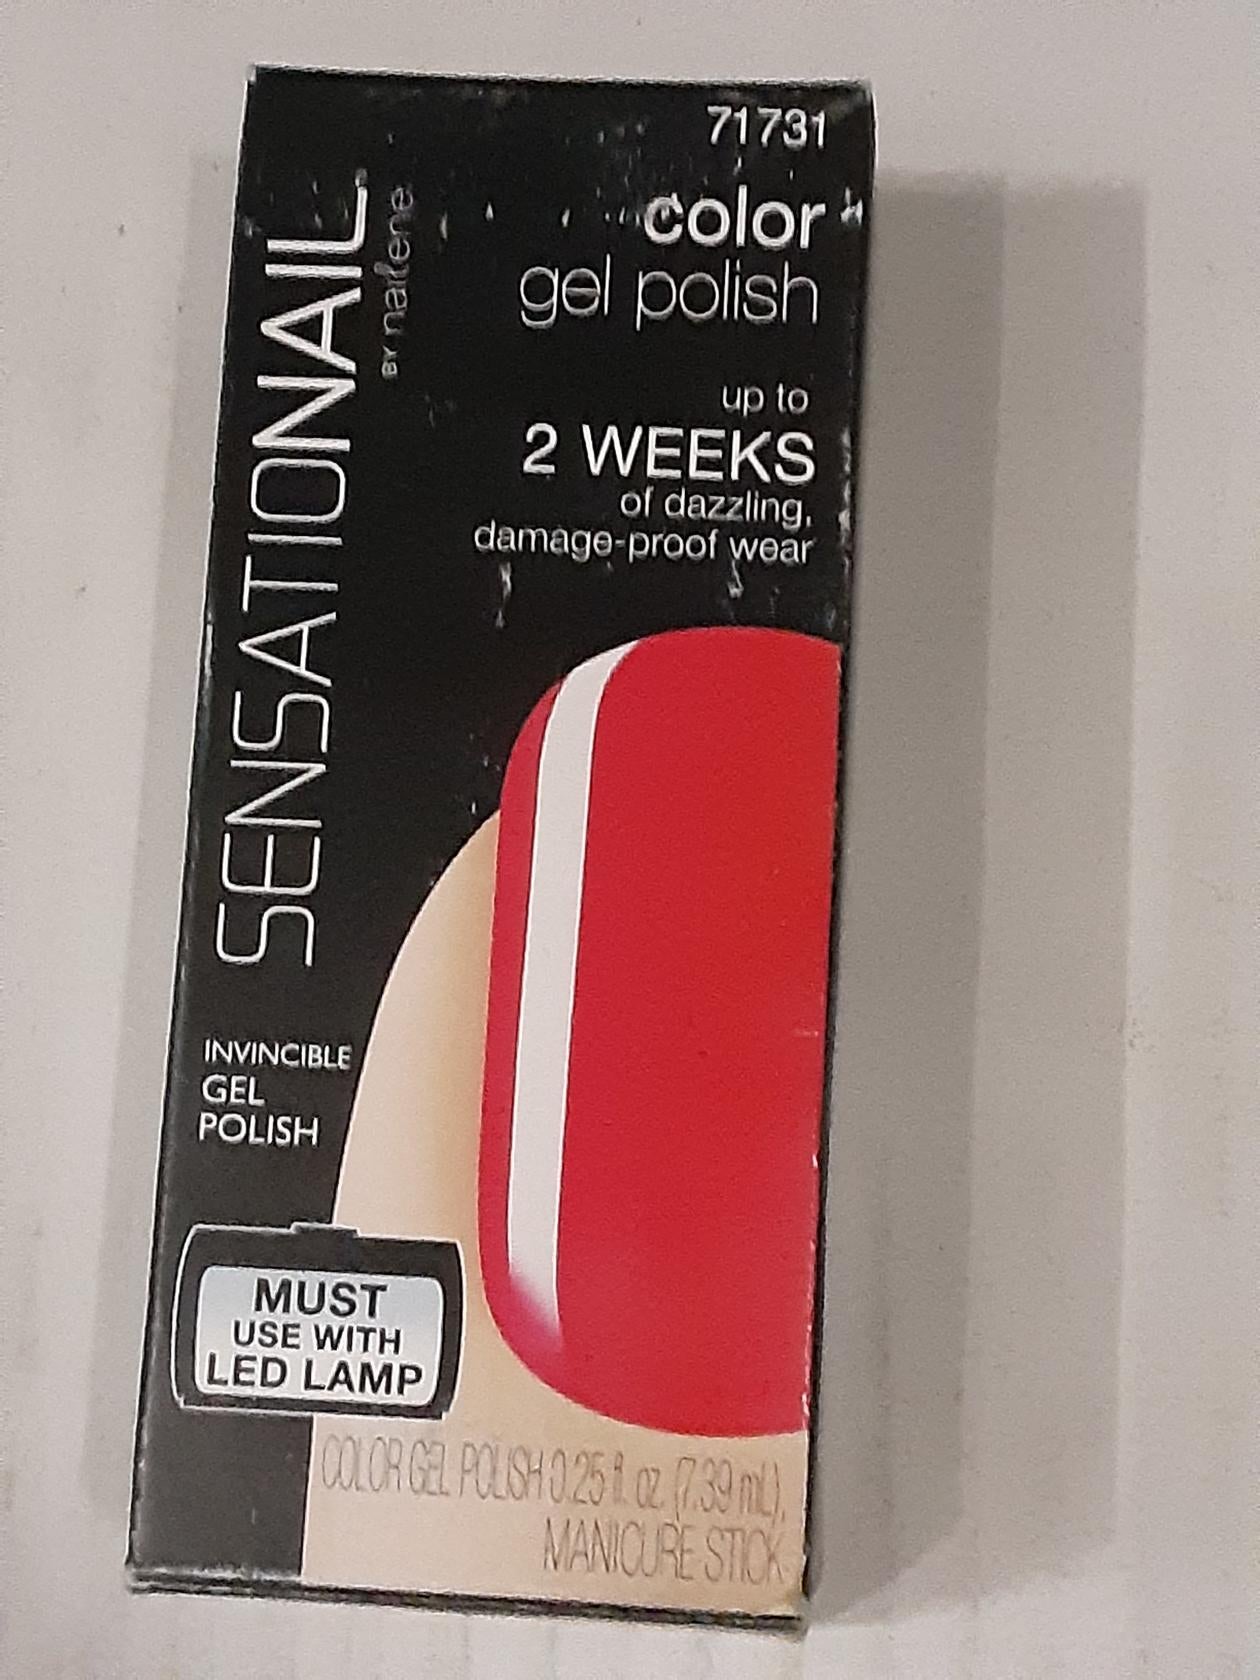 71731
color
gel polish
up to
2 WEEKS
of dazzling,
damage-proof wear
SENSATIONAIL
BY nailene
INVINCIBLE
GEL
POLISH
MUST
USE WITH
LED LAMP
COLOR GEL POLISH 0.25 fl. oz. (7.39 mL),
MANICURE STICK